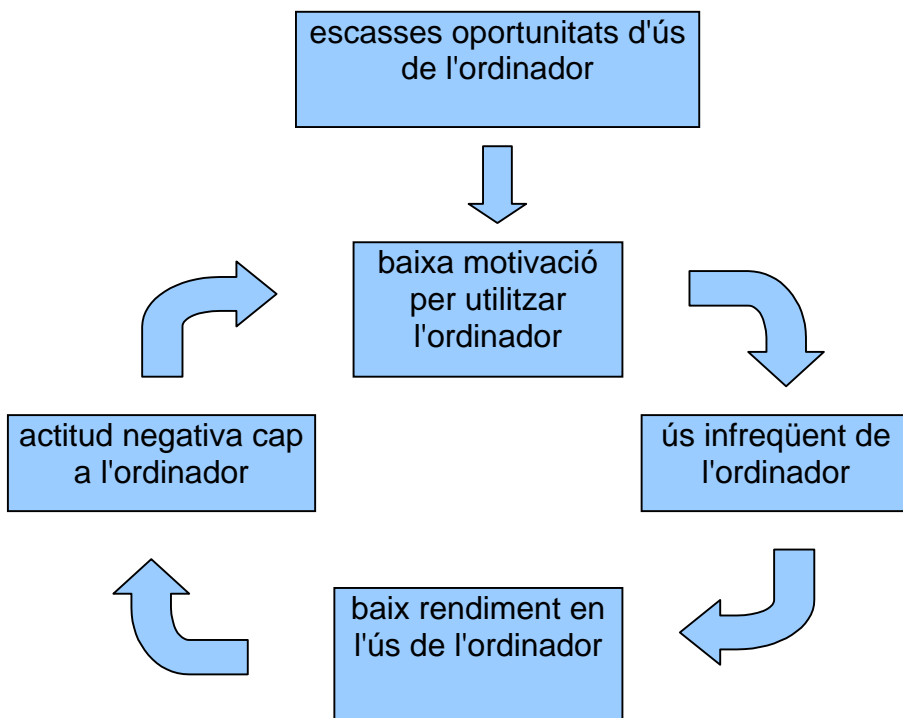 escasses oportunitats d'ús
de l'ordinador
baixa motivació
per utilitzar
l'ordinador
actitud negativa cap
a l'ordinador
ús infreqüent de
l'ordinador
baix rendiment en
l'ús de l'ordinador